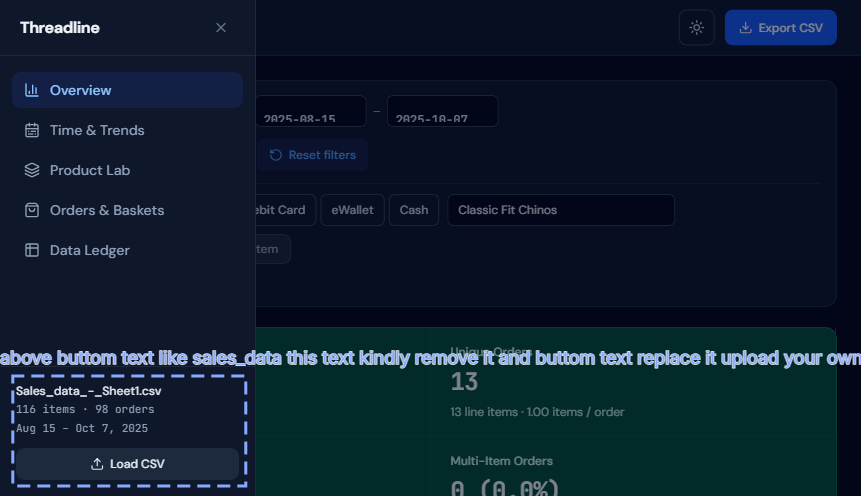 Threadline
Export CSV
Overview
Time & Trends
Product Lab
Orders & Baskets
Data Ledger
2025-08-15 – 2025-10-07
Reset filters
ebit Card eWallet Cash Classic Fit Chinos
tem
above buttom text like sales_data this text kindly remove it and buttom text replace it upload your own
Unique Orders
13
13 line items · 1.00 items / order
Multi-Item Orders
0 (0.0%)
Sales_data_-_Sheet1.csv
116 items · 98 orders
Aug 15 – Oct 7, 2025
Load CSV